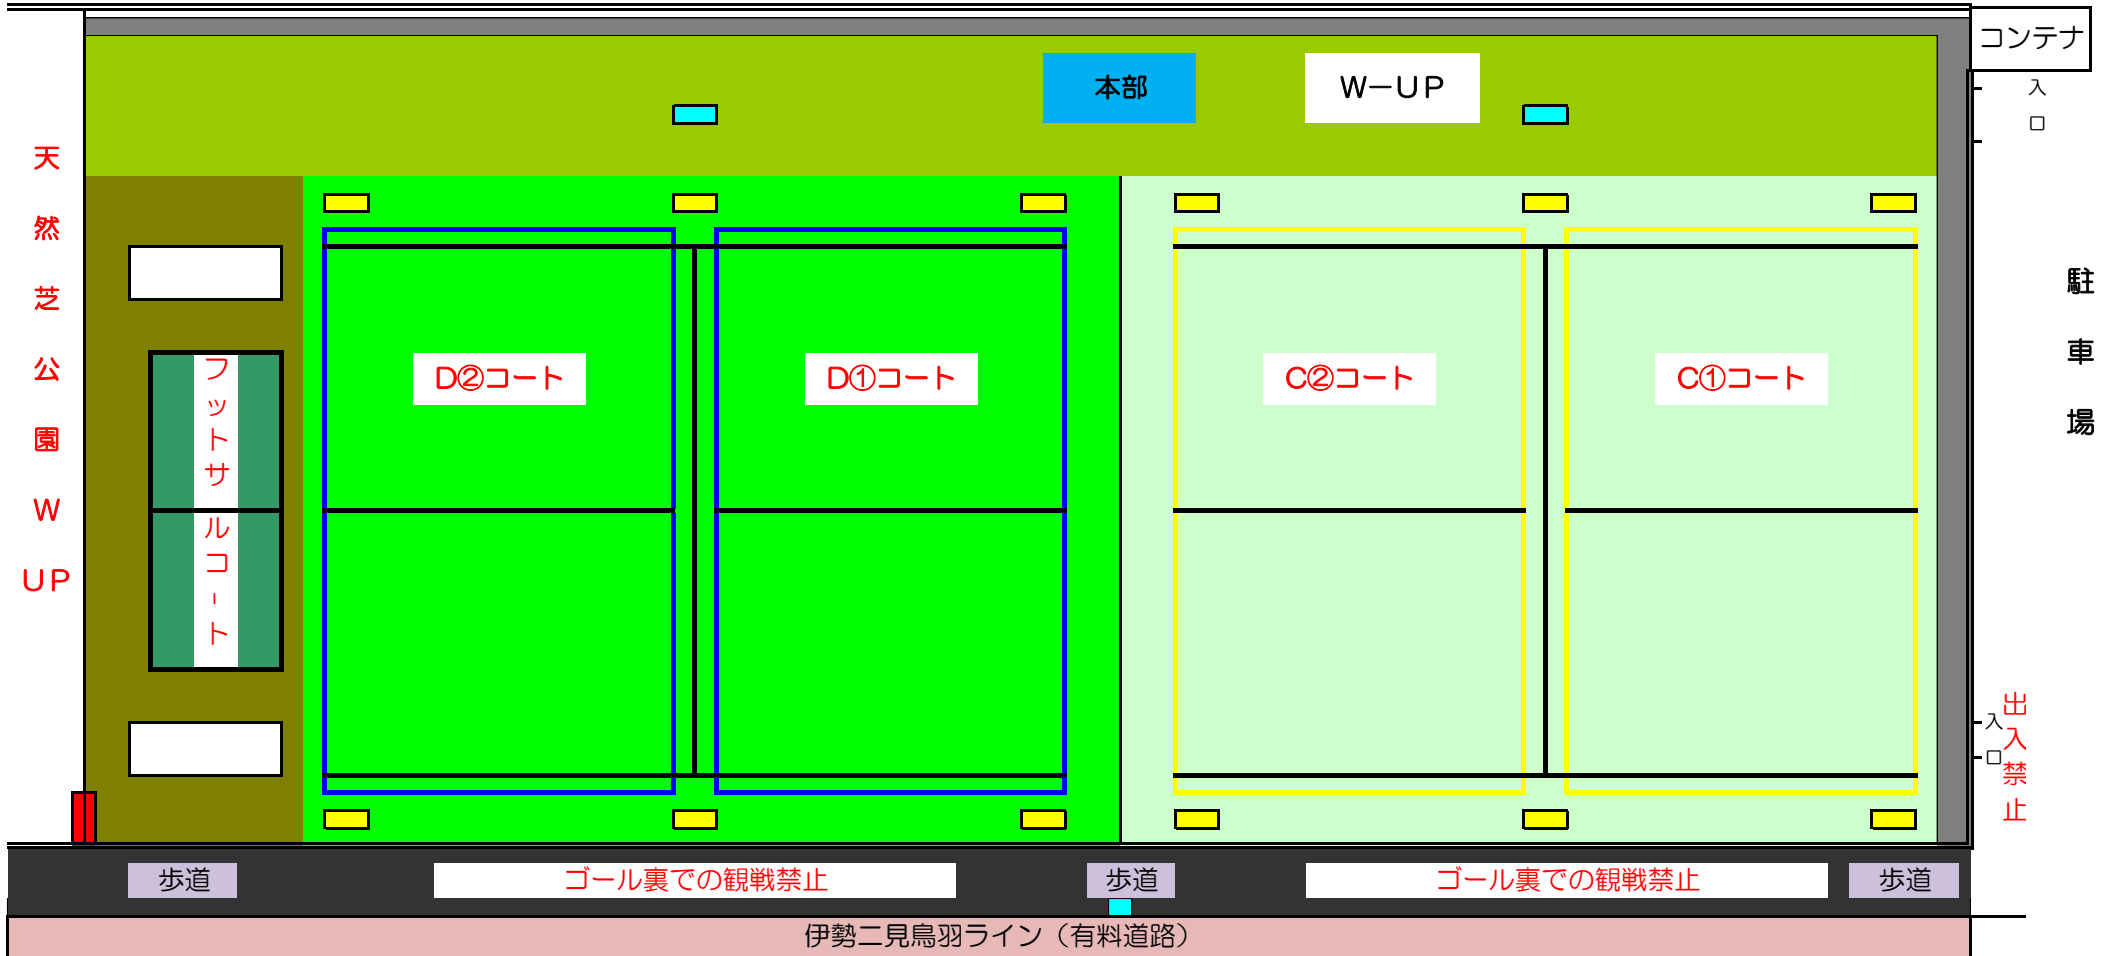 コンテナ
本部
Wー UP
入口
天然芝公園W UP
駐車場
フットサルコート
D②コート
D①コート
C②コート
C①コート
入口
出入禁止
歩道
ゴール裏での観戦禁止
歩道
ゴール裏での観戦禁止
歩道
伊勢二見鳥羽ライン（有料道路）